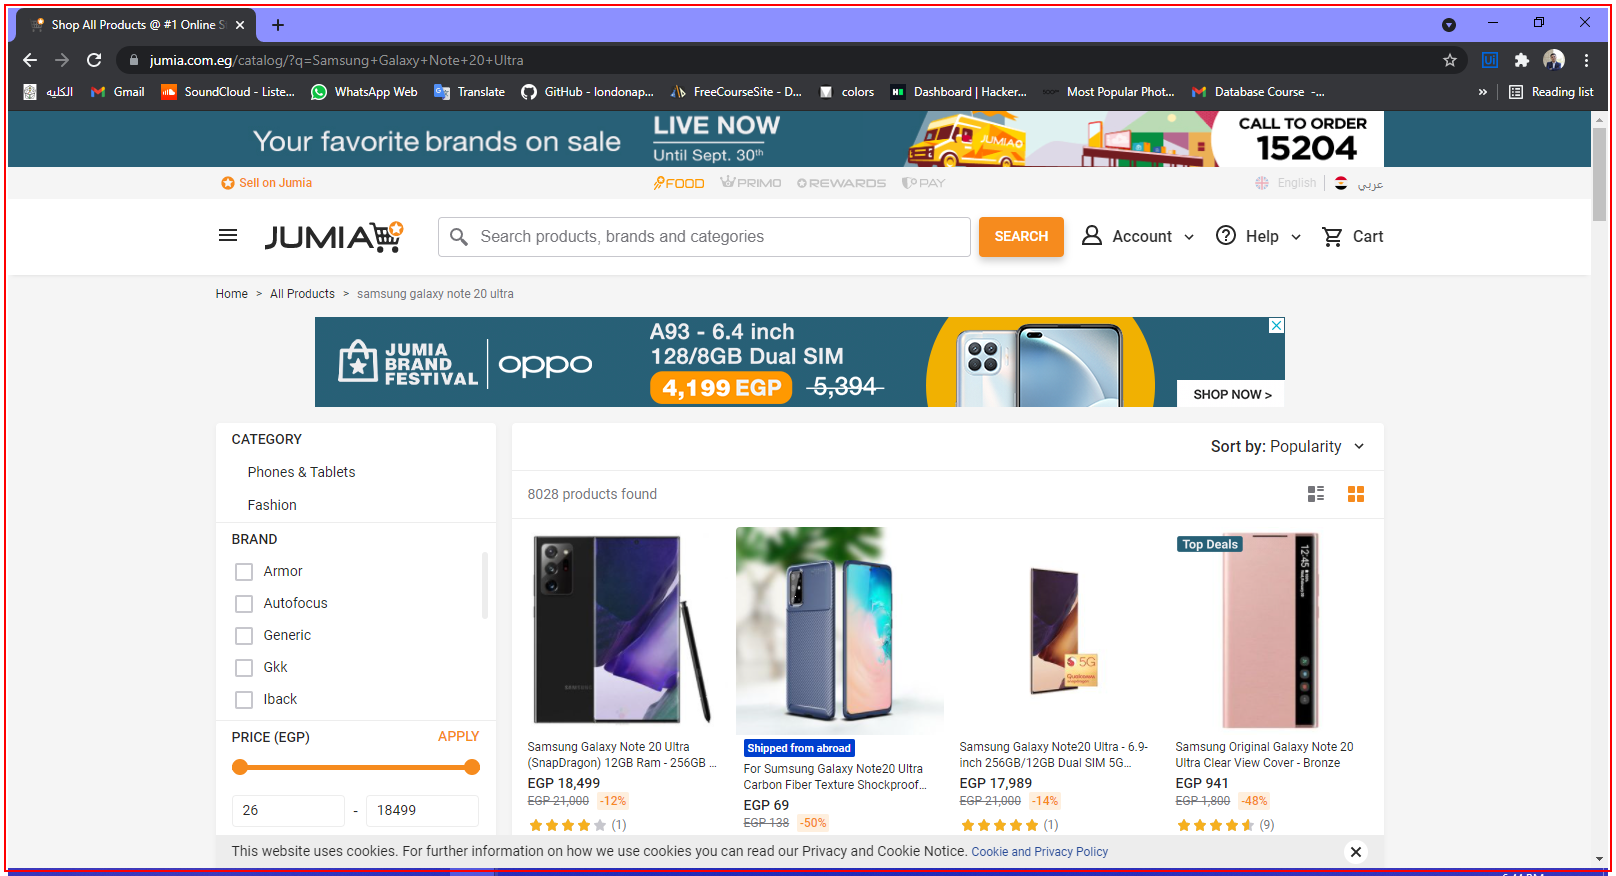 Shop All Products @ #1 Online S
jumia.com.eg/catalog/?q=Samsung+Galaxy+Note+20+Ultra
الكليه
Gmail
SoundCloud - Liste...
WhatsApp Web
Translate
GitHub - londonap...
FreeCourseSite - D...
colors
Dashboard | Hacker...
Most Popular Phot...
Database Course -...
»
Reading list
Your favorite brands on sale
LIVE NOW
Until Sept. 30th
JUMIA
CALL TO ORDER
15204
Sell on Jumia
FOOD
PRIMO
REWARDS
PAY
English
عربي
JUMIA
Search products, brands and categories
SEARCH
Account
Help
Cart
Home > All Products > samsung galaxy note 20 ultra
JUMIA
BRAND
FESTIVAL
oppo
A93 - 6.4 inch
128/8GB Dual SIM
4,199 EGP 5,394
SHOP NOW >
CATEGORY
Phones & Tablets
Fashion
BRAND
Armor
Autofocus
Generic
Gkk
Iback
PRICE (EGP)
APPLY
26 - 18499
Sort by: Popularity
8028 products found
SAMSUNG
Samsung Galaxy Note 20 Ultra
(SnapDragon) 12GB Ram - 256GB ...
EGP 18,499
EGP 21,000 -12%
(1)
Shipped from abroad
For Sumsung Galaxy Note20 Ultra
Carbon Fiber Texture Shockproof...
EGP 69
EGP 138 -50%
5G
Qualcomm
snapdragon
Samsung Galaxy Note20 Ultra - 6.9-
inch 256GB/12GB Dual SIM 5G...
EGP 17,989
EGP 21,000 -14%
(1)
Top Deals
12:45
Samsung Original Galaxy Note 20
Ultra Clear View Cover - Bronze
EGP 941
EGP 1,800 -48%
(9)
This website uses cookies. For further information on how we use cookies you can read our Privacy and Cookie Notice. Cookie and Privacy Policy